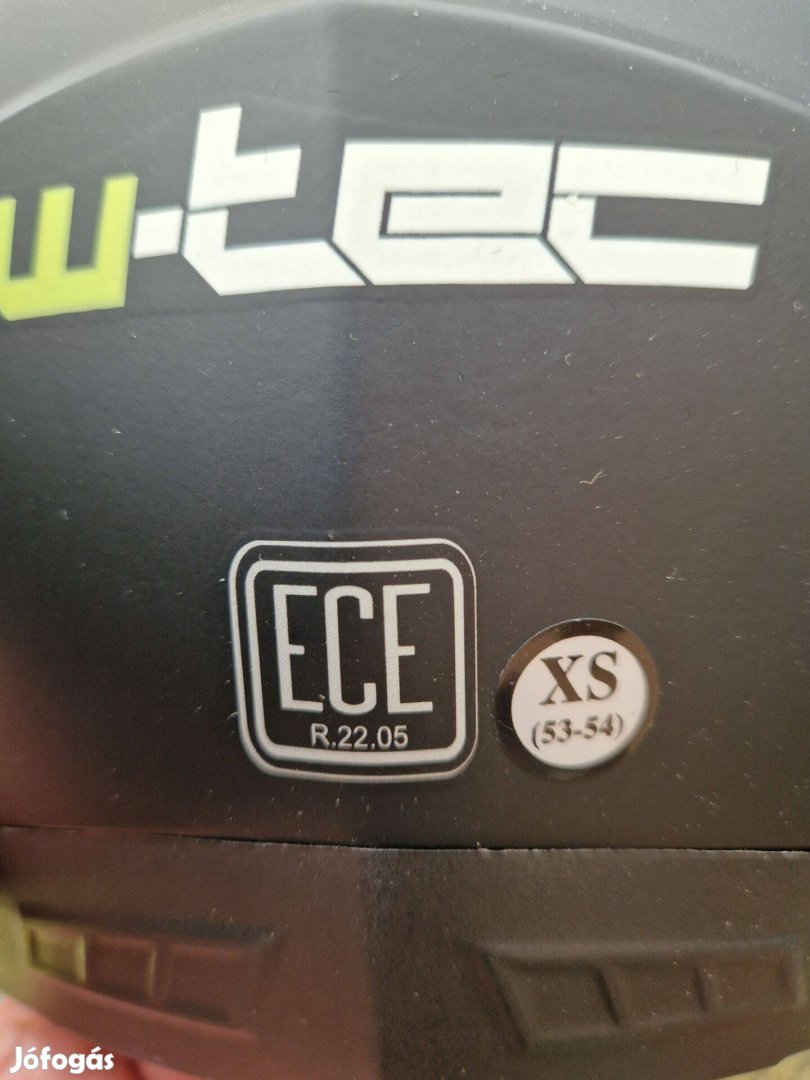 w-tec
ECE
R.22.05
XS
(53-54)
Jófogás